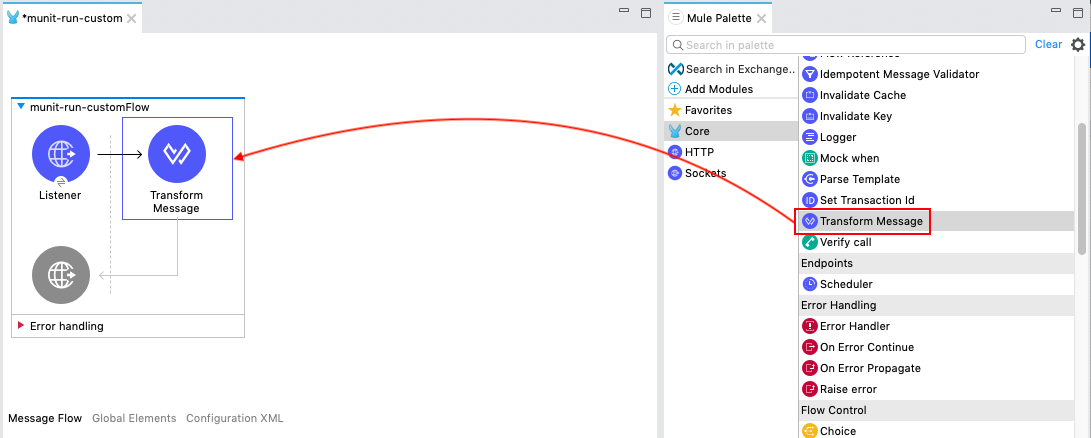 *munit-run-custom
munit-run-customFlow
Listener
Transform
Message
Error handling
Message Flow
Global Elements
Configuration XML
Mule Palette
Search in palette
Clear
Search in Exchange..
Add Modules
Favorites
Core
HTTP
Sockets
Flow Reference
Idempotent Message Validator
Invalidate Cache
Invalidate Key
Logger
Mock when
Parse Template
Set Transaction Id
Transform Message
Verify call
Endpoints
Scheduler
Error Handling
Error Handler
On Error Continue
On Error Propagate
Raise error
Flow Control
Choice